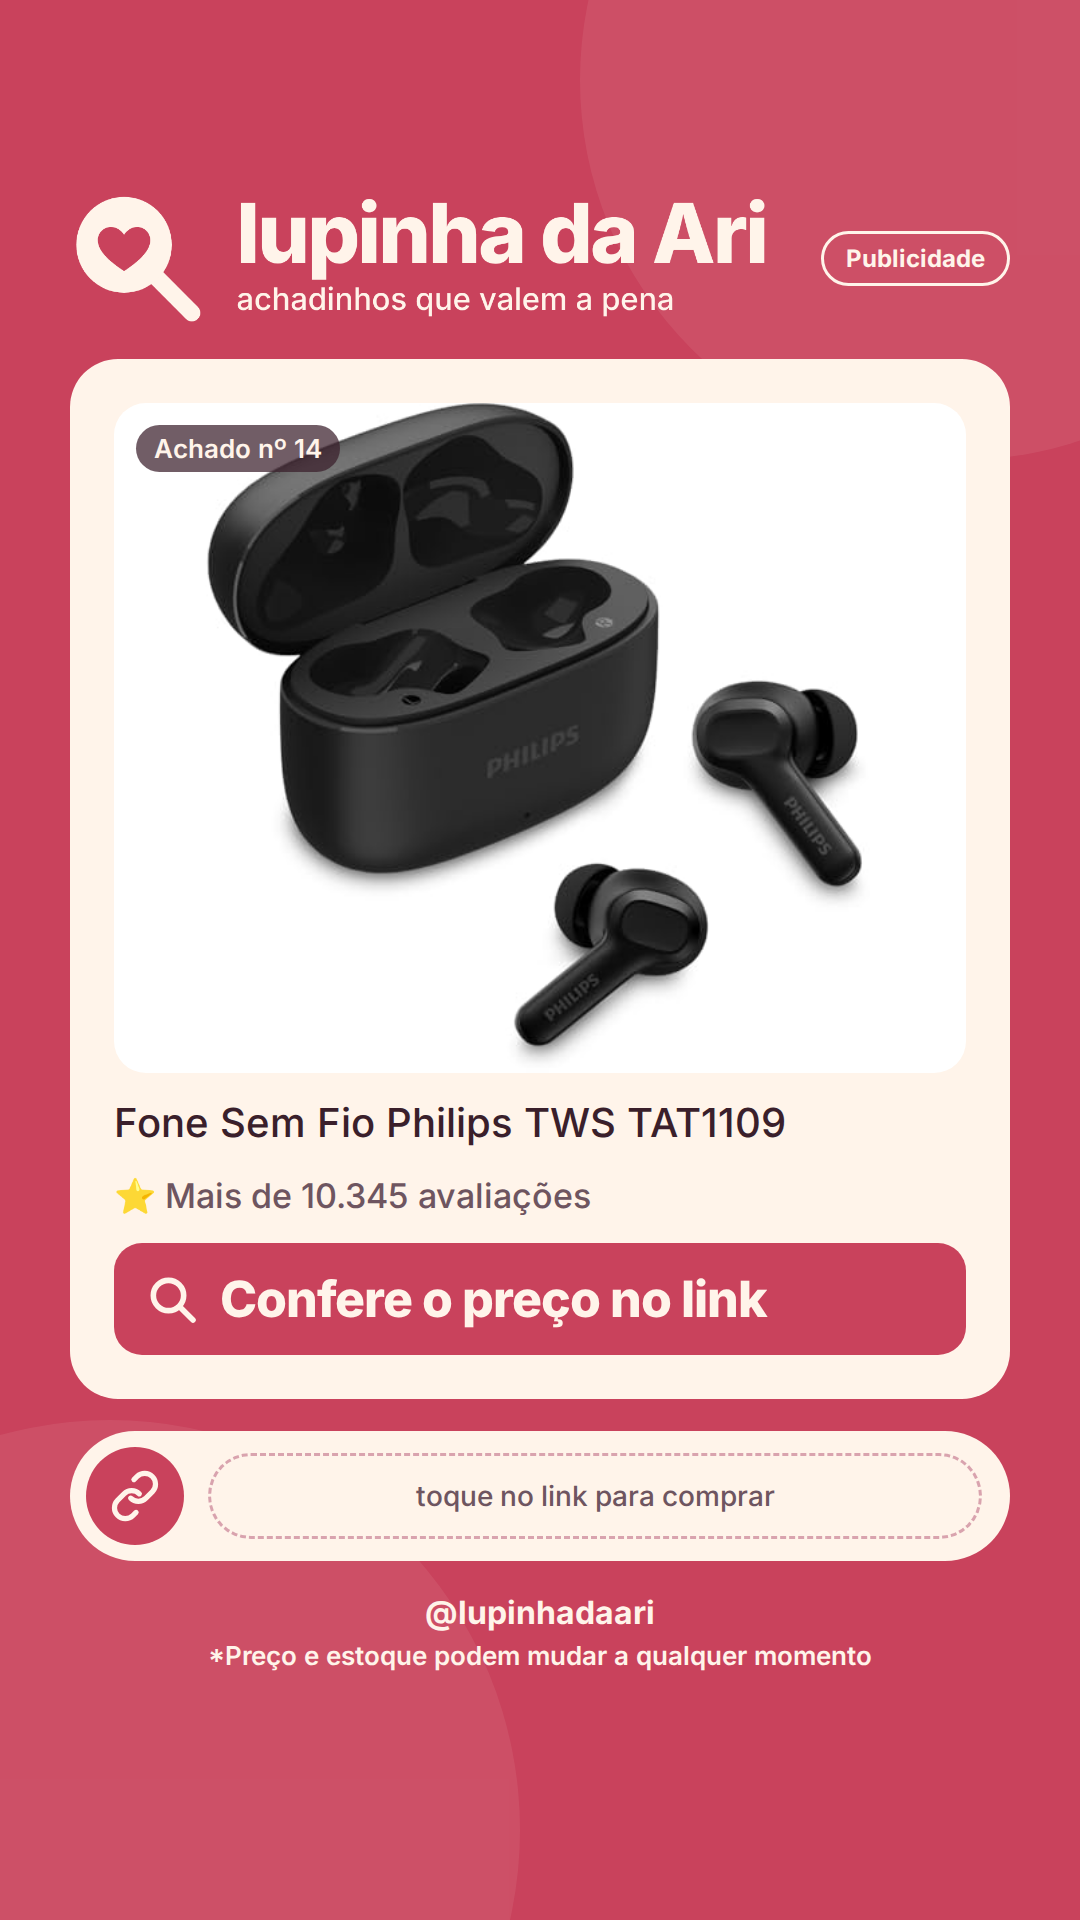 lupinha da Ari
achadinhos que valem a pena
Publicidade
Achado nº 14
PHILIPS
PHILIPS
PHILIPS
Fone Sem Fio Philips TWS TAT1109
⭐ Mais de 10.345 avaliações
Confere o preço no link
toque no link para comprar
@lupinhadaari
*Preço e estoque podem mudar a qualquer momento